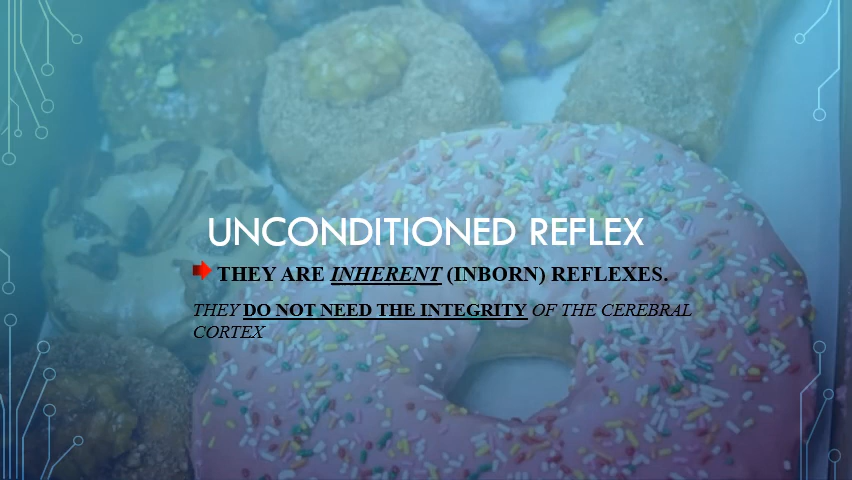 UNCONDITIONED REFLEX
THEY ARE INHERENT (INBORN) REFLEXES.
THEY DO NOT NEED THE INTEGRITY OF THE CEREBRAL
CORTEX